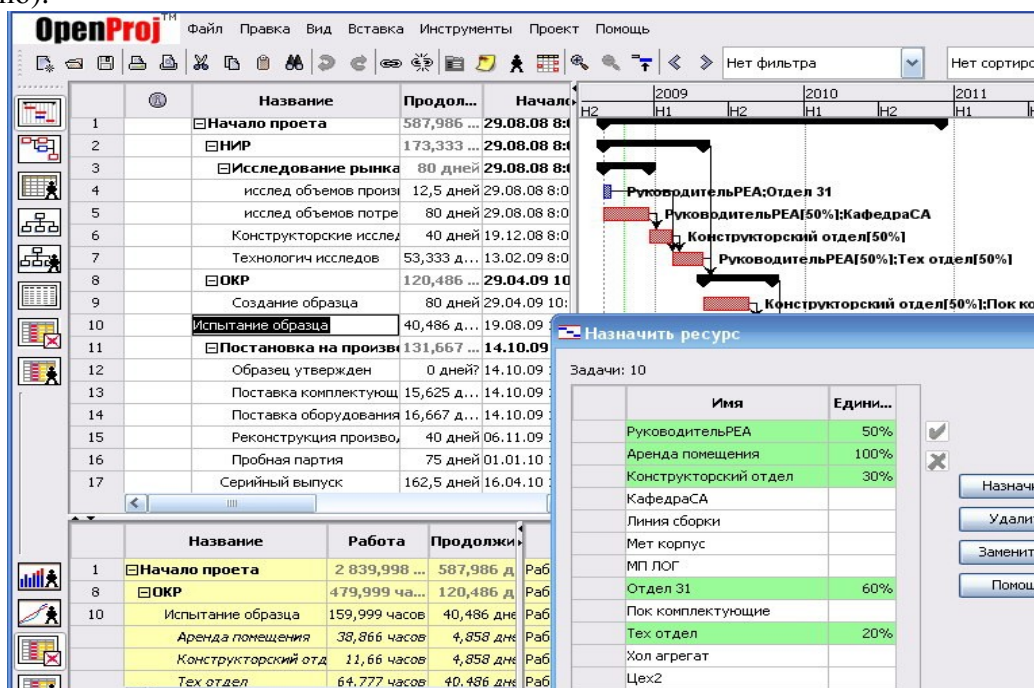 но).
OpenProj™ Файл Правка Вид Вставка Инструменты Проект Помощь
Нет фильтра Нет сортиро
Название Продол... Начало
2009 2010 2011
H2 H1 H2 H1 H2 H1
1 Начало проета 587,986 ... 29.08.08 8:
2 НИР 173,333 ... 29.08.08 8:
3 Исследование рынка 80 дней 29.08.08 8:
4 исслед объемов произ 12,5 дней 29.08.08 8:0 РуководительРЕА;Отдел 31
5 исслед объемов потре 80 дней 29.08.08 8:0 РуководительРЕА[50%];КафедраСА
6 Конструкторские исслед 40 дней 19.12.08 8:0 Конструкторский отдел[50%]
7 Технологич исследов 53,333 д... 13.02.09 8:0 РуководительРЕА[50%];Тех отдел[50%]
8 ОКР 120,486 ... 29.04.09 10
9 Создание образца 80 дней 29.04.09 10: Конструкторский отдел[50%];Пок ко
10 Испытание образца 40,486 д... 19.08.09
11 Постановка на произв 131,667 ... 14.10.09
12 Образец утвержден 0 дней? 14.10.09
13 Поставка комплектующ 15,625 д... 14.10.09
14 Поставка оборудования 16,667 д... 14.10.09
15 Реконструкция произво, 40 дней 06.11.09
16 Пробная партия 75 дней 01.01.10
17 Серийный выпуск 162,5 дней 16.04.10
Назначить ресурс
Задачи: 10
Имя Едини...
РуководительРЕА 50%
Аренда помещения 100%
Конструкторский отдел 30%
КафедраСА
Линия сборки
Мет корпус
МП ЛОГ
Отдел 31 60%
Пок комплектующие
Тех отдел 20%
Хол агрегат
Цех2
Назначи
Удали
Заменит
Помощ
Название Работа Продолжи
1 Начало проета 2 839,998 ... 587,986 д Раб
8 ОКР 479,999 ча... 120,486 д Раб
10 Испытание образца 159,999 часов 40,486 дне Раб
Аренда помещения 38,866 часов 4,858 дне Раб
Конструкторский отд 11,66 часов 4,858 дне Раб
Тех отдел 64,777 часов 40,486 дне Раб